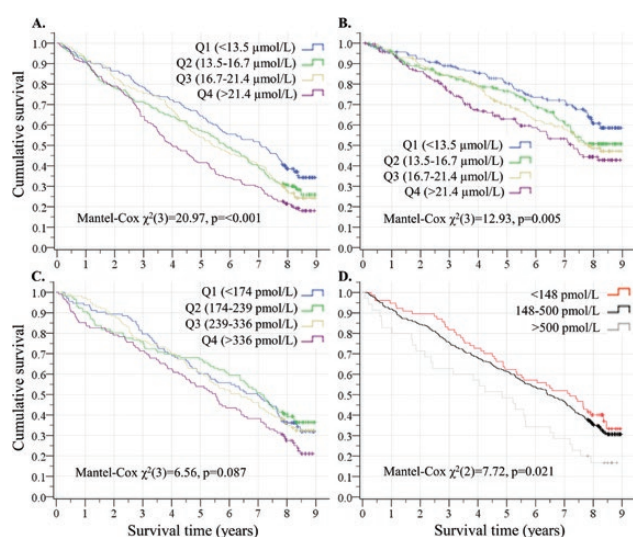 A.
1.0
0.9
0.8
0.7
0.6
0.5
0.4
0.3
0.2
0.1
0.0
Cumulative survival
Q1 (<13.5 µmol/L)
Q2 (13.5-16.7 µmol/L)
Q3 (16.7-21.4 µmol/L)
Q4 (>21.4 µmol/L)
Mantel-Cox χ²(3)=20.97, p=<0.001
0 1 2 3 4 5 6 7 8 9
B.
1.0
0.9
0.8
0.7
0.6
0.5
0.4
0.3
0.2
0.1
0.0
Q1 (<13.5 µmol/L)
Q2 (13.5-16.7 µmol/L)
Q3 (16.7-21.4 µmol/L)
Q4 (>21.4 µmol/L)
Mantel-Cox χ²(3)=12.93, p=0.005
0 1 2 3 4 5 6 7 8 9
C.
1.0
0.9
0.8
0.7
0.6
0.5
0.4
0.3
0.2
0.1
0.0
Cumulative survival
Q1 (<174 pmol/L)
Q2 (174-239 pmol/L)
Q3 (239-336 pmol/L)
Q4 (>336 pmol/L)
Mantel-Cox χ²(3)=6.56, p=0.087
0 1 2 3 4 5 6 7 8 9
Survival time (years)
D.
1.0
0.9
0.8
0.7
0.6
0.5
0.4
0.3
0.2
0.1
0.0
<148 pmol/L
148-500 pmol/L
>500 pmol/L
Mantel-Cox χ²(2)=7.72, p=0.021
0 1 2 3 4 5 6 7 8 9
Survival time (years)